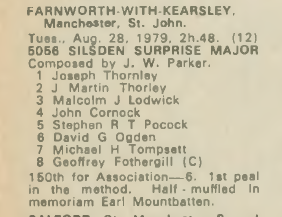 FARNWORTH-WITH-KEARSLEY,
Manchester, St. John.
Tues., Aug. 28, 1979, 2h.48. (12)
5056 SILSDEN SURPRISE MAJOR
Composed by J. W. Parker.
1 Joseph Thornley
2 J Martin Thorley
3 Malcolm J Lodwick
4 John Cornock
5 Stephen R T Pocock
6 David G Ogden
7 Michael H Tompsett
8 Geoffrey Fothergill (C)
150th for Association—6. 1st peal
in the method. Half-muffled in
memoriam Earl Mountbatten.